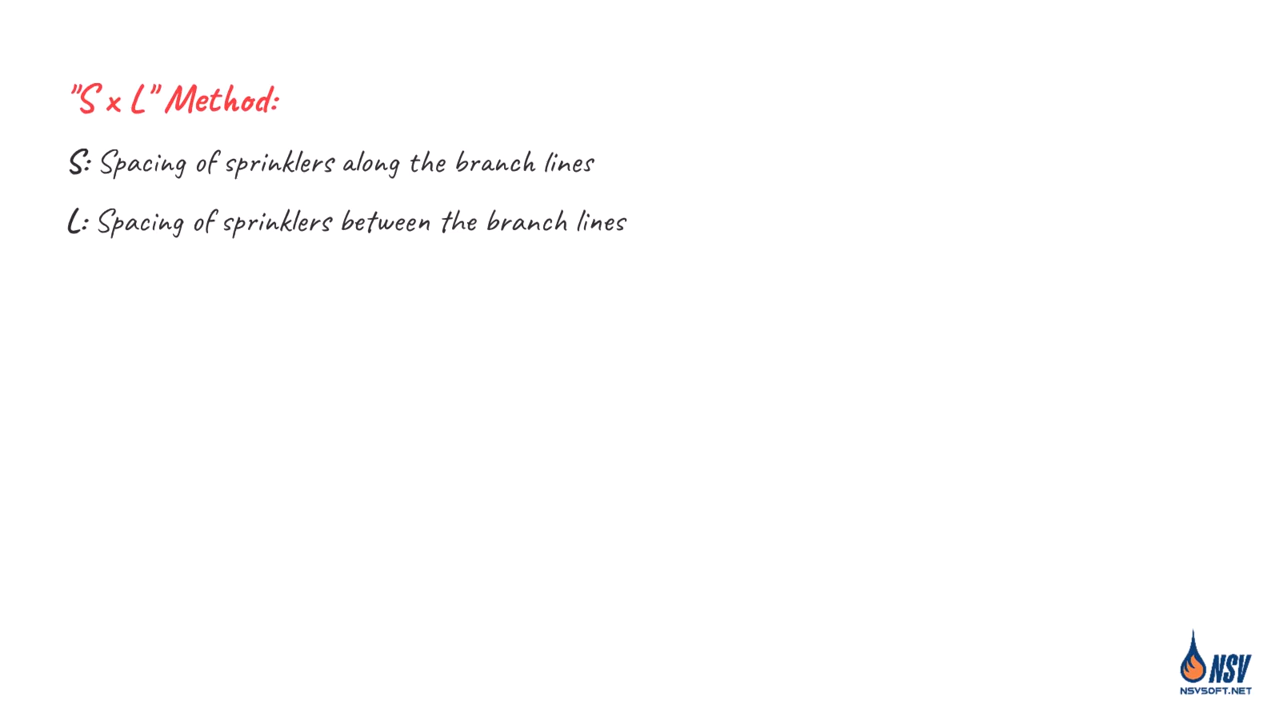 "S x L" Method:
S: Spacing of sprinklers along the branch lines
L: Spacing of sprinklers between the branch lines
NSV
NSVSOFT.NET